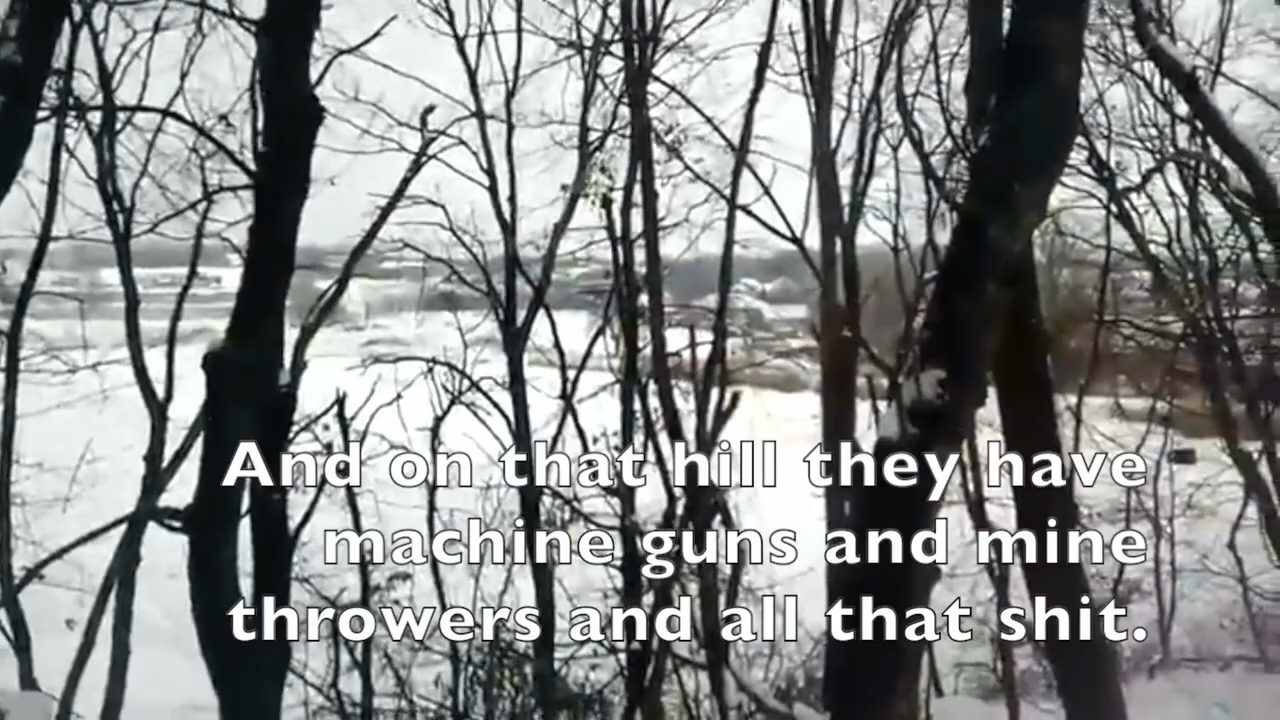 And on that hill they have
machine guns and mine
throwers and all that shit.